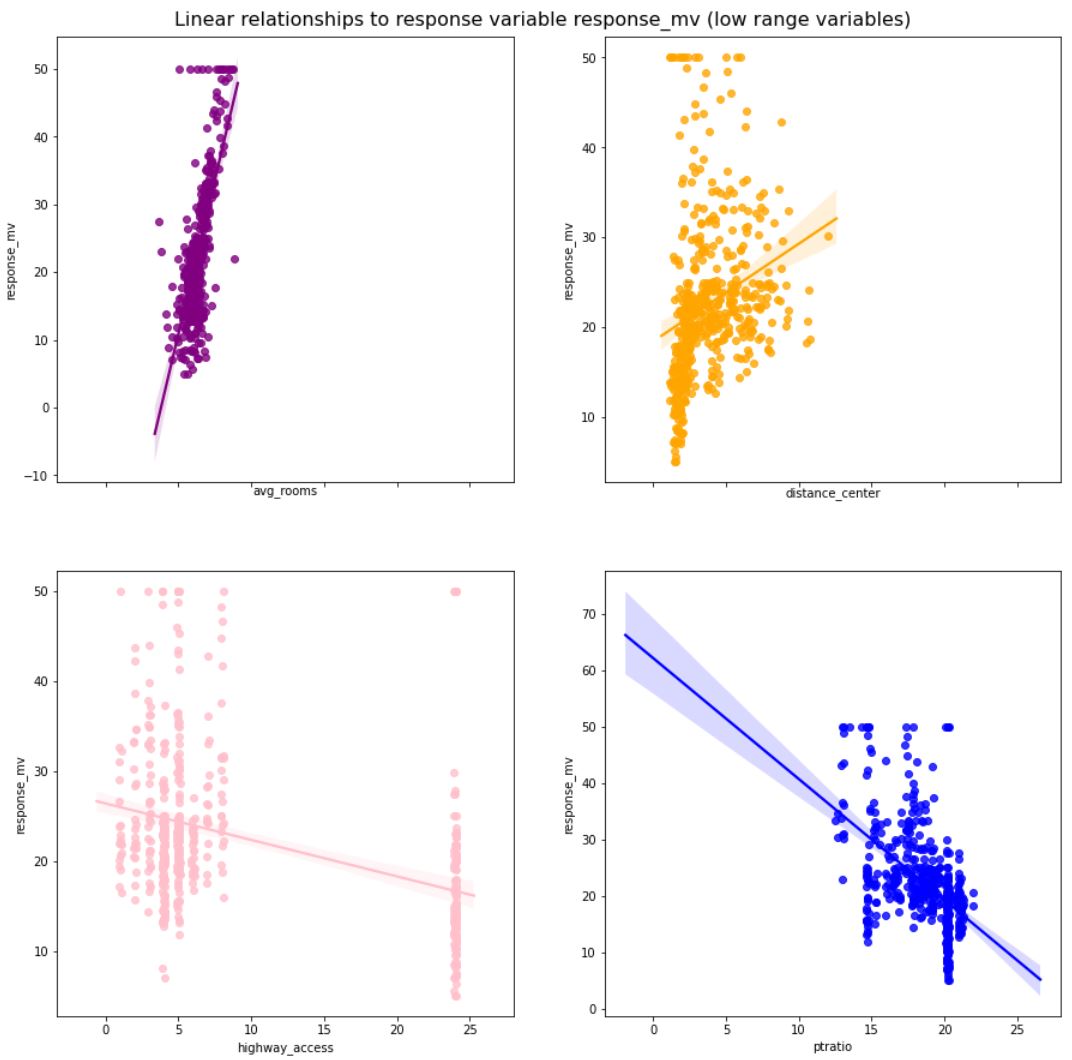 Linear relationships to response variable response_mv (low range variables)
50
40
30
20
10
0
−10
response_mv
avg_rooms
50
40
30
20
10
response_mv
distance_center
50
40
30
20
10
response_mv
0 5 10 15 20 25
highway_access
70
60
50
40
30
20
10
0
response_mv
0 5 10 15 20 25
ptratio